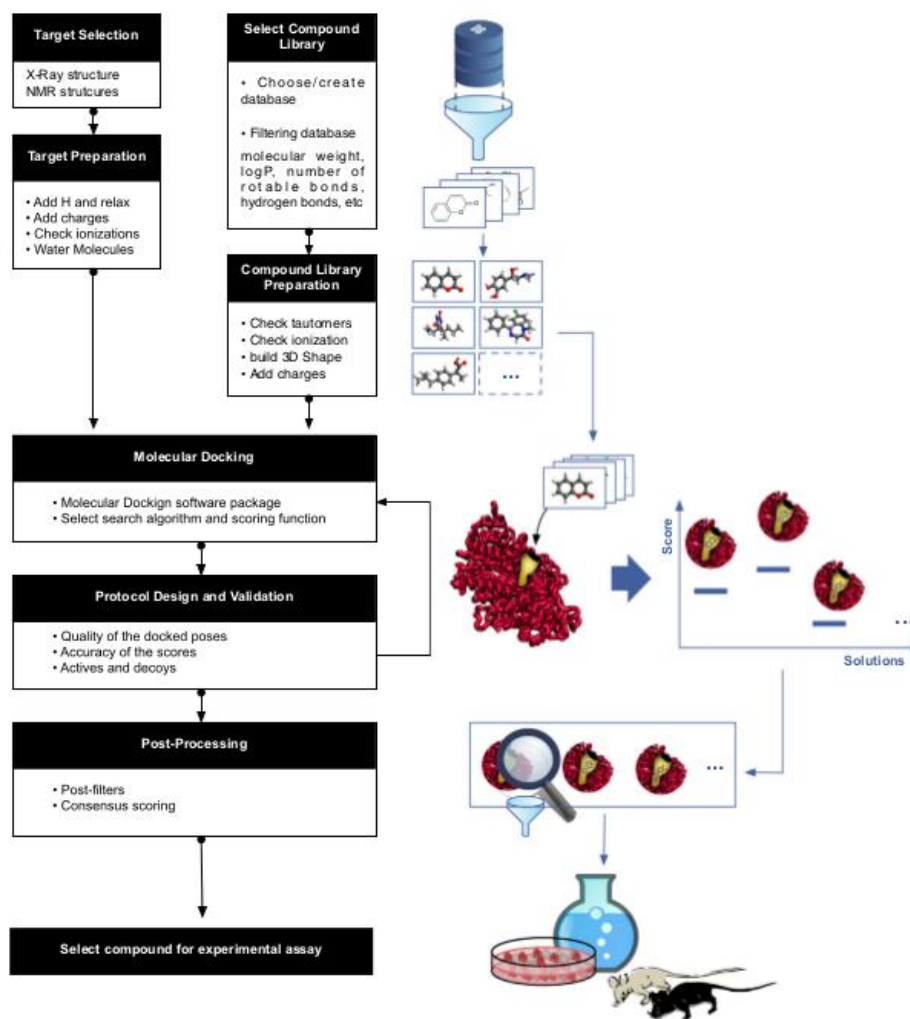 Target Selection
X-Ray structure
NMR strutcures
Target Preparation
• Add H and relax
• Add charges
• Check ionizations
• Water Molecules
Select Compound
Library
• Choose/create
database
• Filtering database
molecular weight,
logP, number of
rotable bonds,
hydrogen bonds, etc
Compound Library
Preparation
• Check tautomers
• Check ionization
• build 3D Shape
• Add charges
Molecular Docking
• Molecular Dockign software package
• Select search algorithm and scoring function
Protocol Design and Validation
• Quality of the docked poses
• Accuracy of the scores
• Actives and decoys
Post-Processing
• Post-filters
• Consensus scoring
Select compound for experimental assay
...
Score
...
Solutions
...